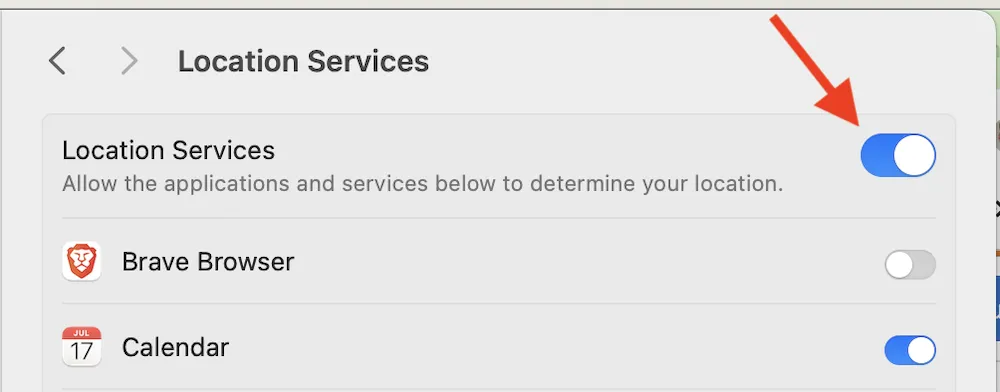 Location Services
Location Services
Allow the applications and services below to determine your location.
Brave Browser
JUL
17
Calendar